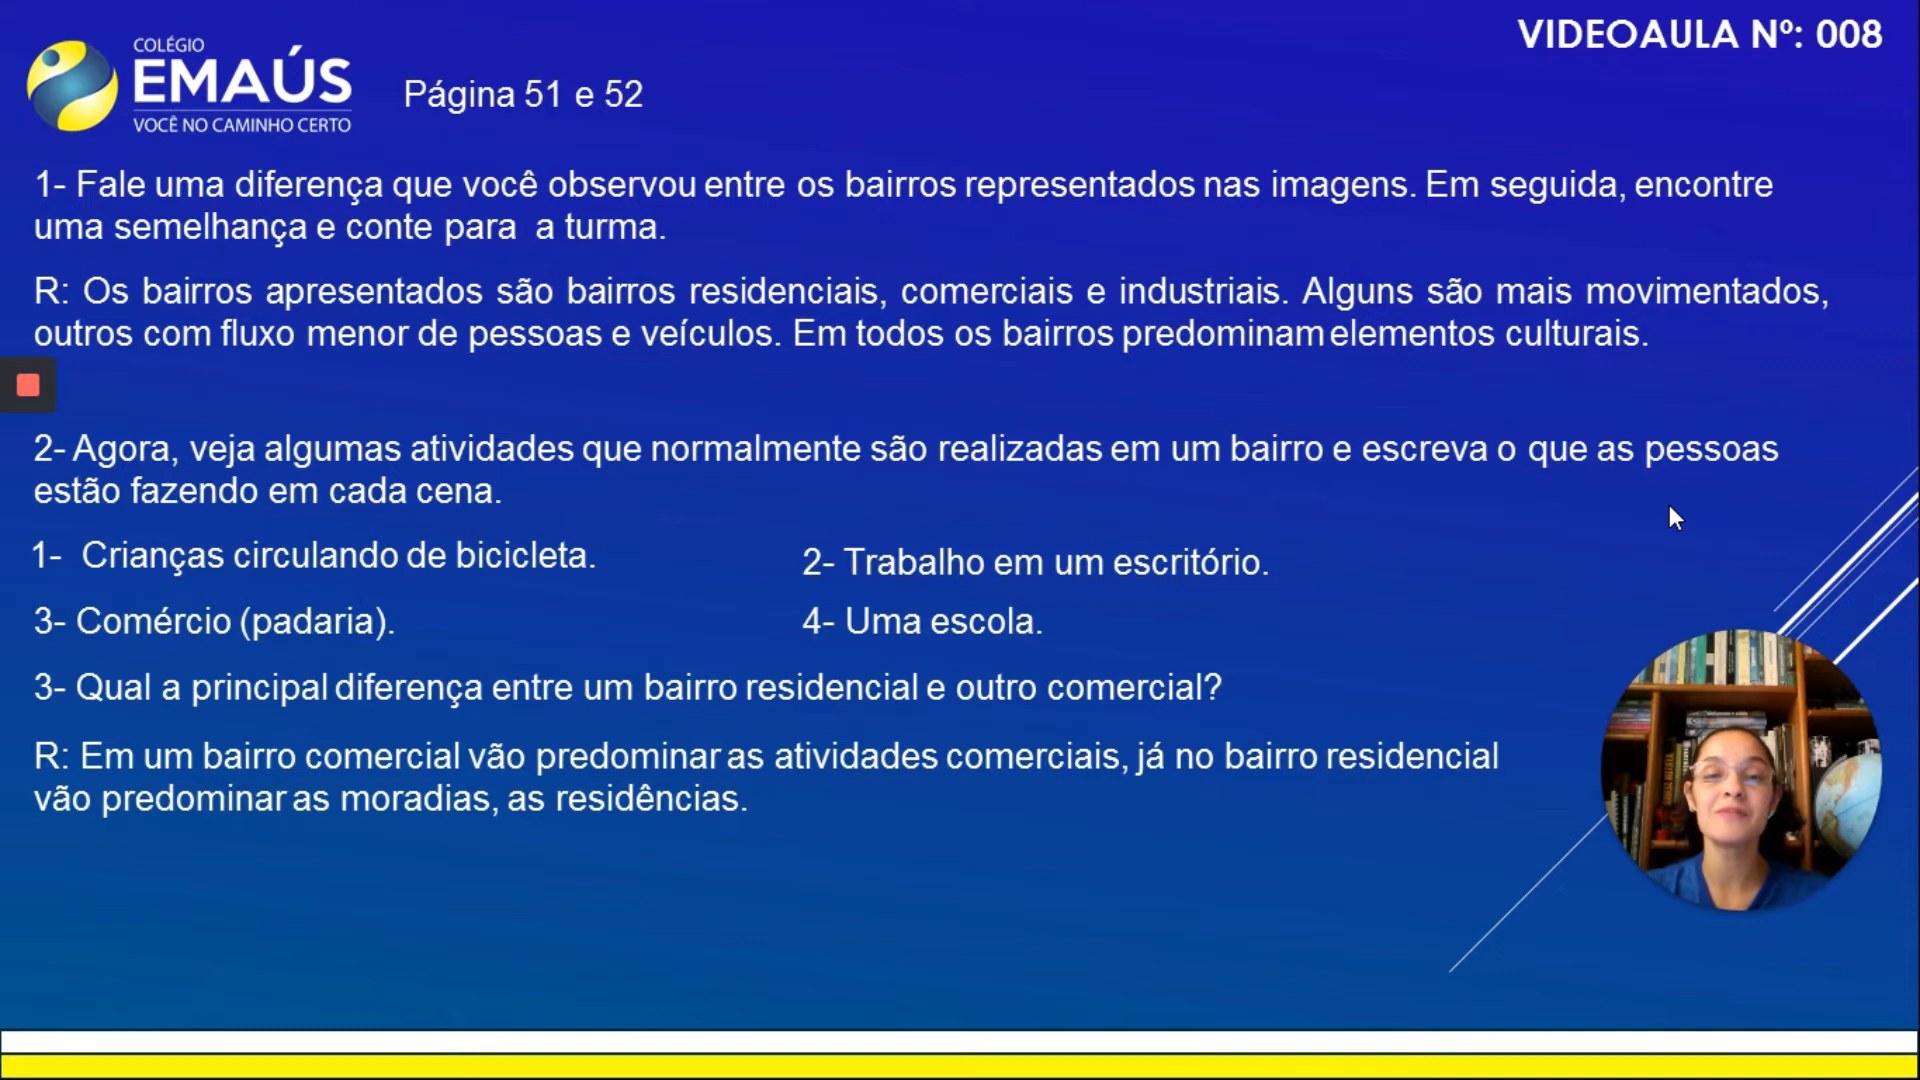 VIDEOAULA Nº: 008
COLÉGIO
EMAÚS
VOCÊ NO CAMINHO CERTO
Página 51 e 52
1- Fale uma diferença que você observou entre os bairros representados nas imagens. Em seguida, encontre
uma semelhança e conte para a turma.
R: Os bairros apresentados são bairros residenciais, comerciais e industriais. Alguns são mais movimentados,
outros com fluxo menor de pessoas e veículos. Em todos os bairros predominam elementos culturais.
2- Agora, veja algumas atividades que normalmente são realizadas em um bairro e escreva o que as pessoas
estão fazendo em cada cena.
1- Crianças circulando de bicicleta.
2- Trabalho em um escritório.
3- Comércio (padaria).
4- Uma escola.
3- Qual a principal diferença entre um bairro residencial e outro comercial?
R: Em um bairro comercial vão predominar as atividades comerciais, já no bairro residencial
vão predominar as moradias, as residências.